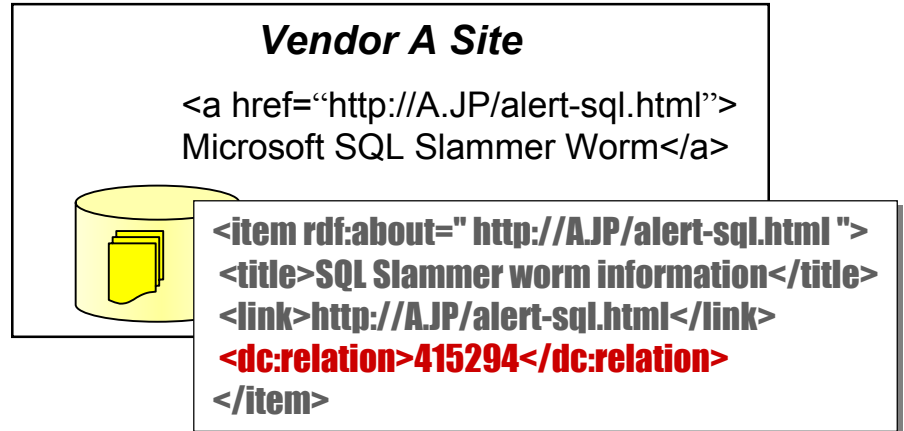 Vendor A Site
<a href=“http://A.JP/alert-sql.html”>
Microsoft SQL Slammer Worm</a>
<item rdf:about=" http://A.JP/alert-sql.html ">
<title>SQL Slammer worm information</title>
<link>http://A.JP/alert-sql.html</link>
<dc:relation>415294</dc:relation>
</item>